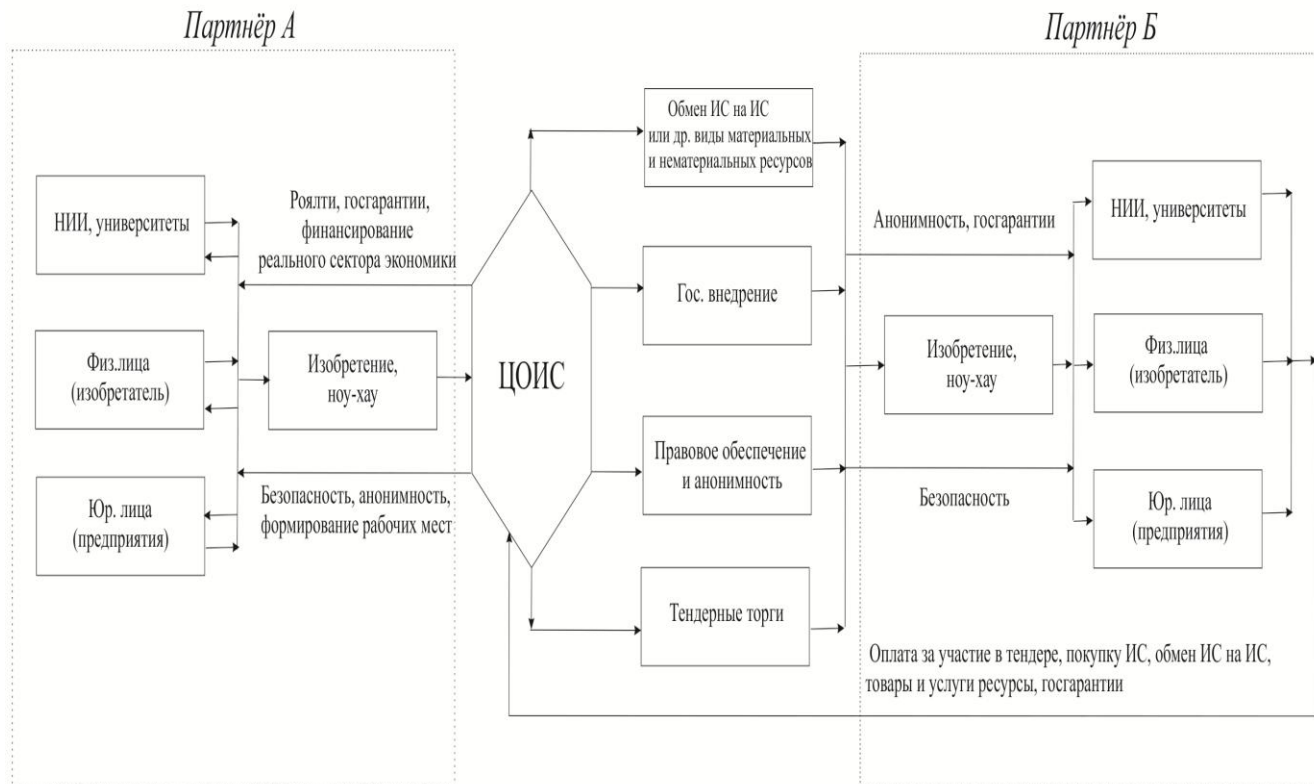 Партнёр А
Партнёр Б
НИИ, университеты
Физ.лица
(изобретатель)
Юр. лица
(предприятия)
Роялти, госгарантии,
финансирование
реального сектора экономики
Изобретение,
ноу-хау
Безопасность, анонимность,
формирование рабочих мест
ЦОИС
Обмен ИС на ИС
или др. виды материальных
и нематериальных ресурсов
Гос. внедрение
Правовое обеспечение
и анонимность
Тендерные торги
Анонимность, госгарантии
Изобретение,
ноу-хау
Безопасность
НИИ, университеты
Физ.лица
(изобретатель)
Юр. лица
(предприятия)
Оплата за участие в тендере, покупку ИС, обмен ИС на ИС,
товары и услуги ресурсы, госгарантии